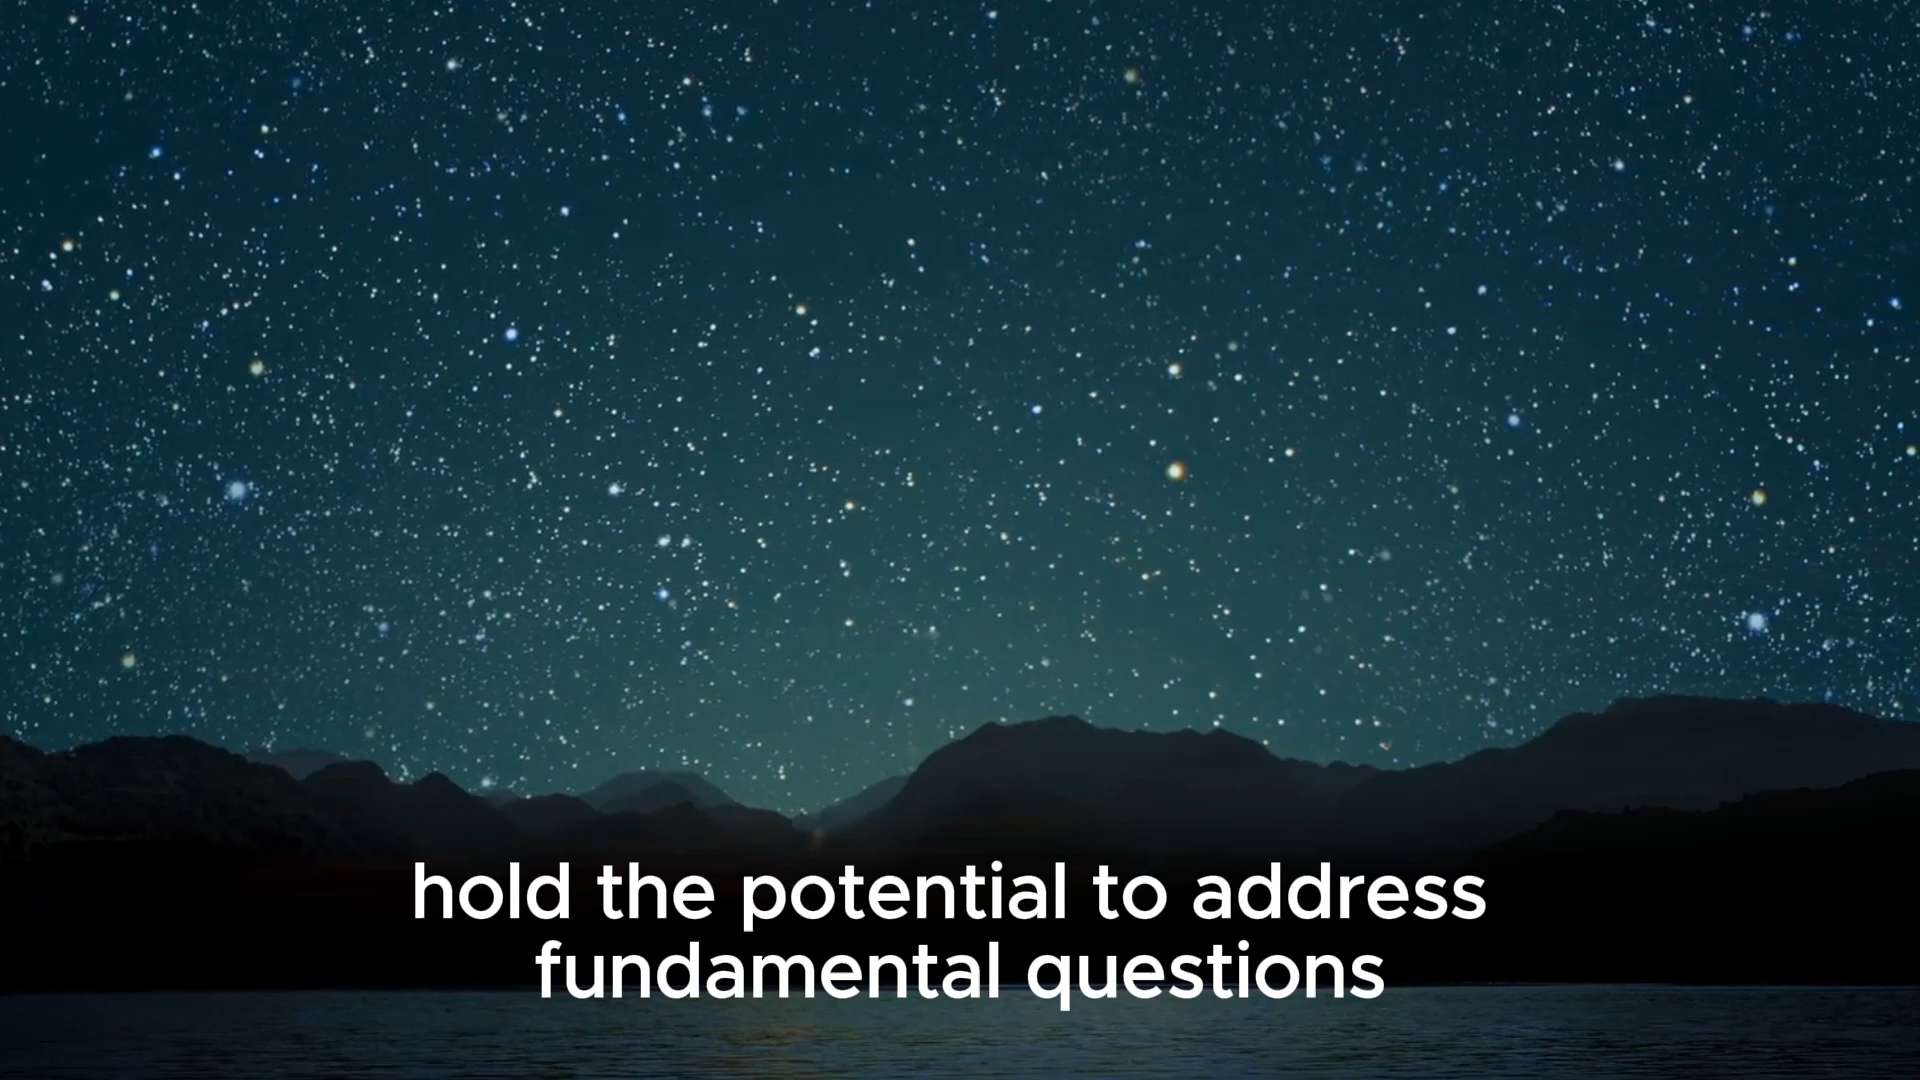 hold the potential to address
fundamental questions